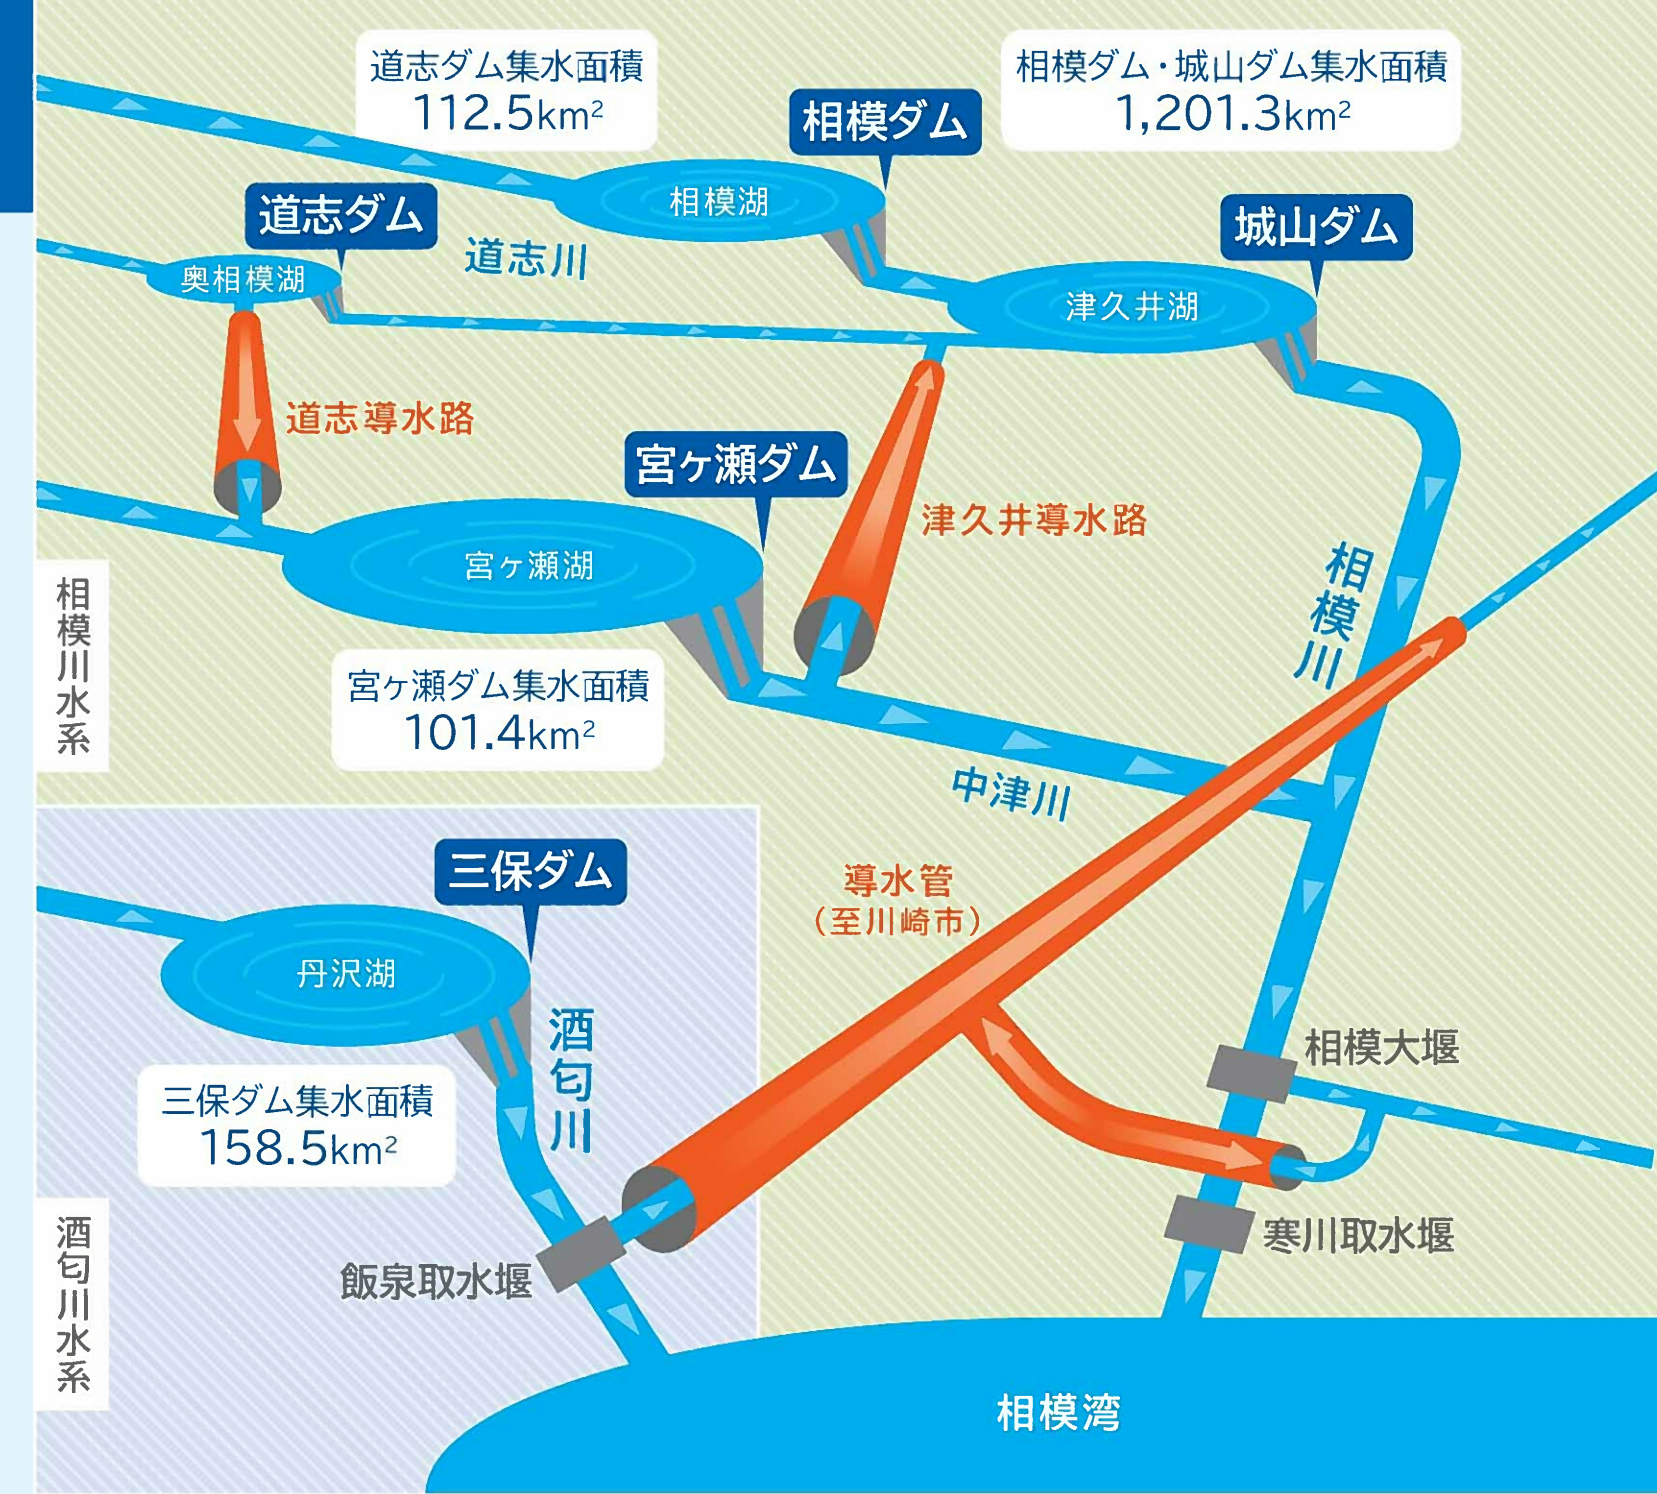 道志ダム集水面積
112.5km²
相模ダム・城山ダム集水面積
1,201.3km²
相模ダム
相模湖
道志ダム
道志川
城山ダム
奥相模湖
津久井湖
道志導水路
宮ヶ瀬ダム
津久井導水路
宮ヶ瀬湖
相模川
相模川水系
宮ヶ瀬ダム集水面積
101.4km²
中津川
三保ダム
導水管
（至川崎市）
丹沢湖
酒匂川
相模大堰
三保ダム集水面積
158.5km²
寒川取水堰
飯泉取水堰
酒匂川水系
相模湾